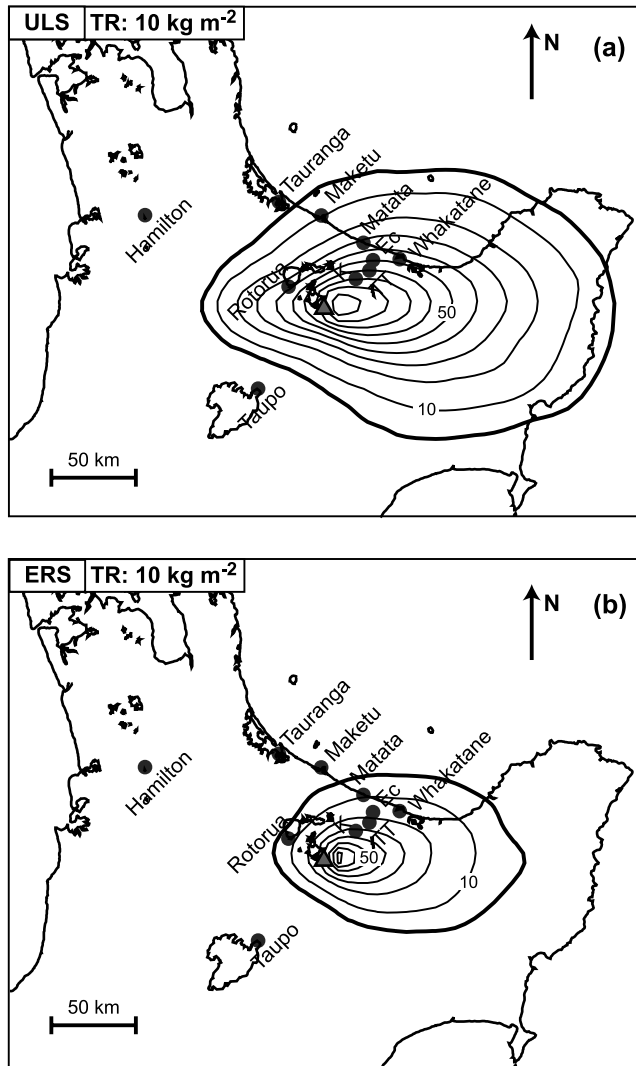 ULS TR: 10 kg m⁻²
(a)
N
Tauranga
Maketu
Hamilton
Matata
Ec
Whakatane
Rotorua
K
50
Taupo
10
50 km
ERS TR: 10 kg m⁻²
(b)
N
Tauranga
Maketu
Hamilton
Matata
Ec
Whakatane
Rotorua
K
50
10
Taupo
50 km